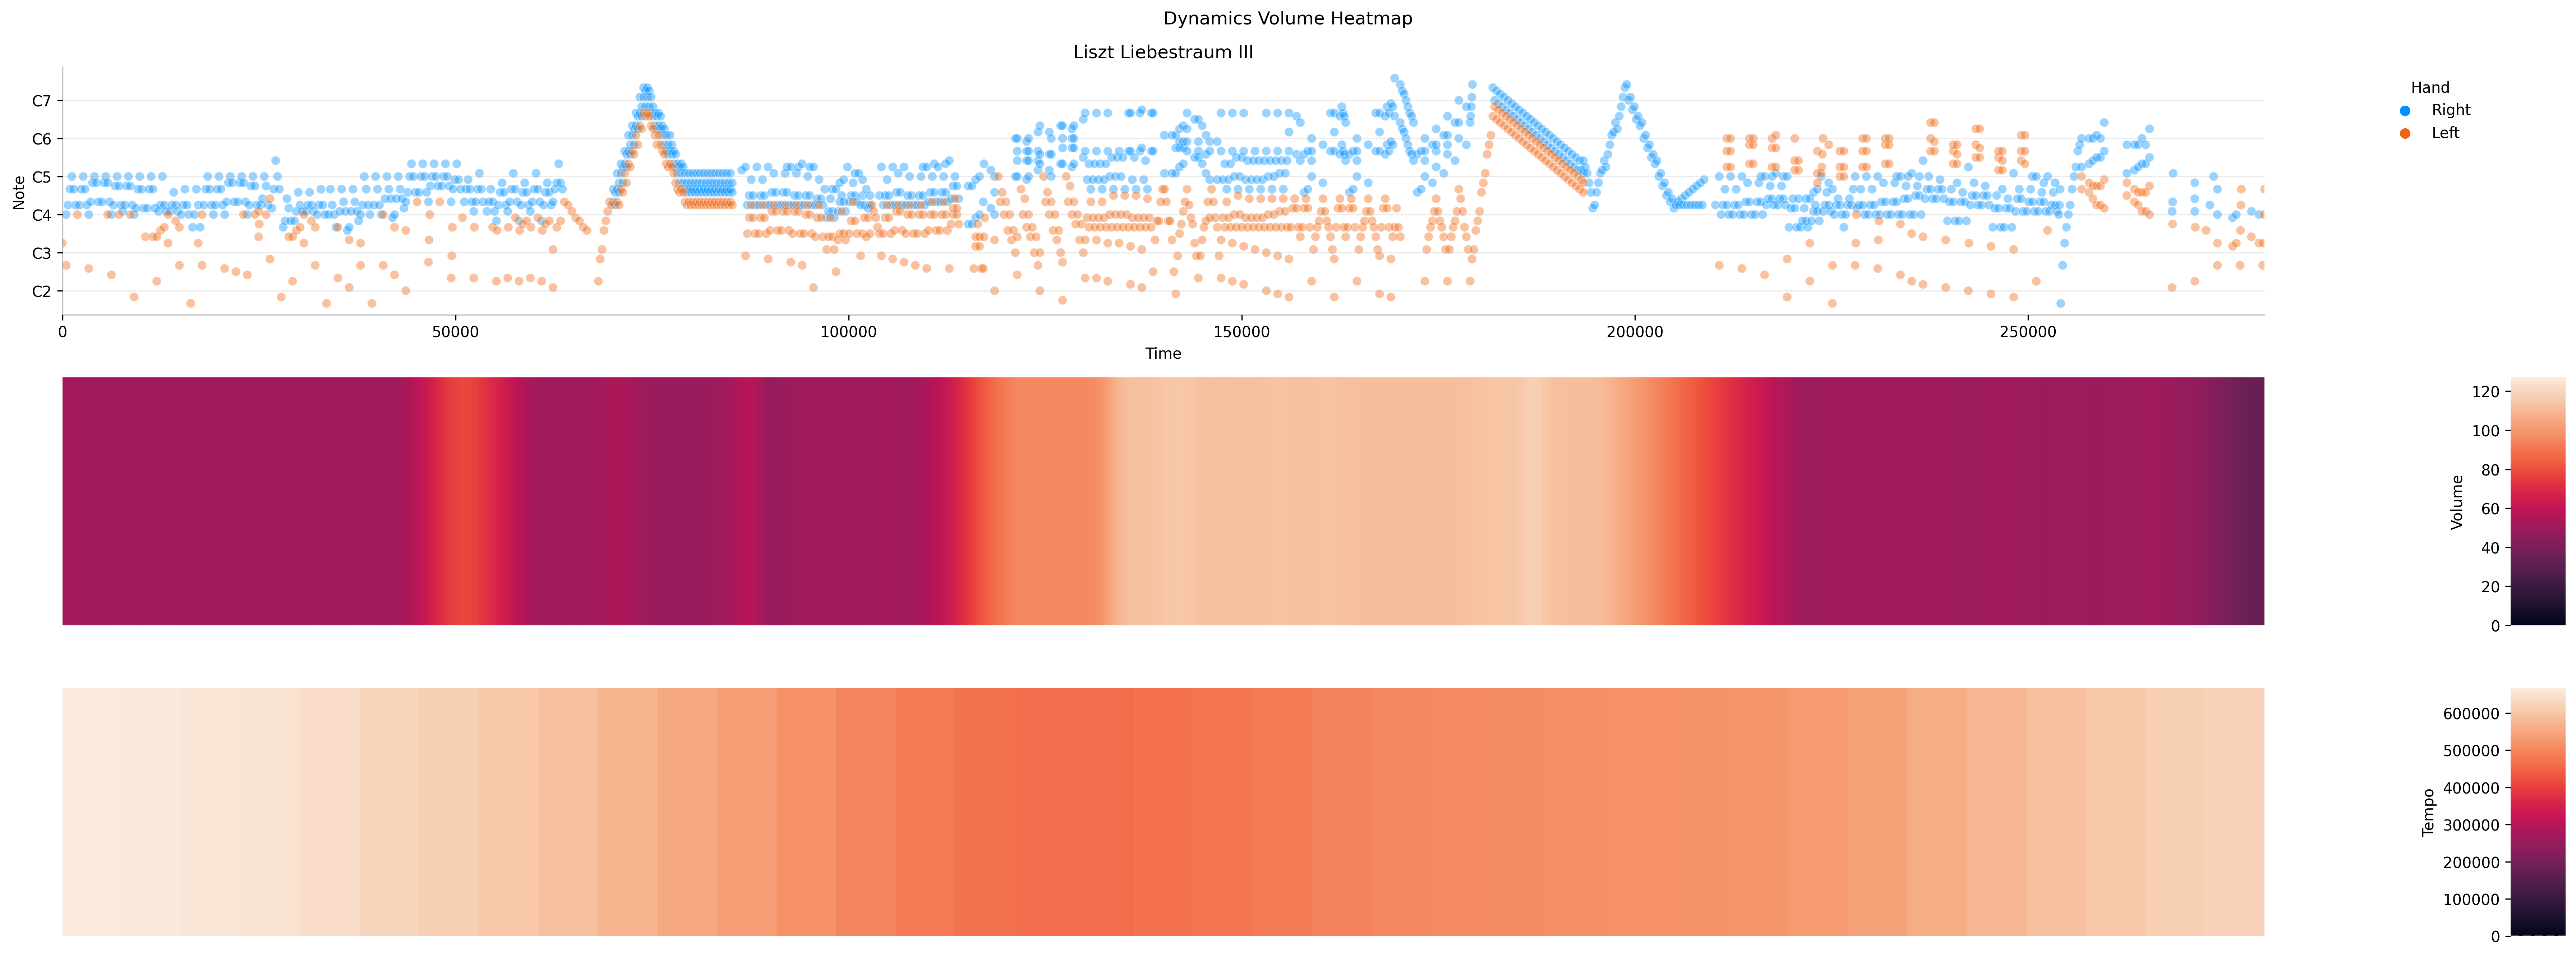 Dynamics Volume Heatmap
Liszt Liebestraum III
Hand
Right
Left
Note
C7
C6
C5
C4
C3
C2
0 50000 100000 150000 200000 250000
Time
Volume
120
100
80
60
40
20
0
Tempo
600000
500000
400000
300000
200000
100000
0